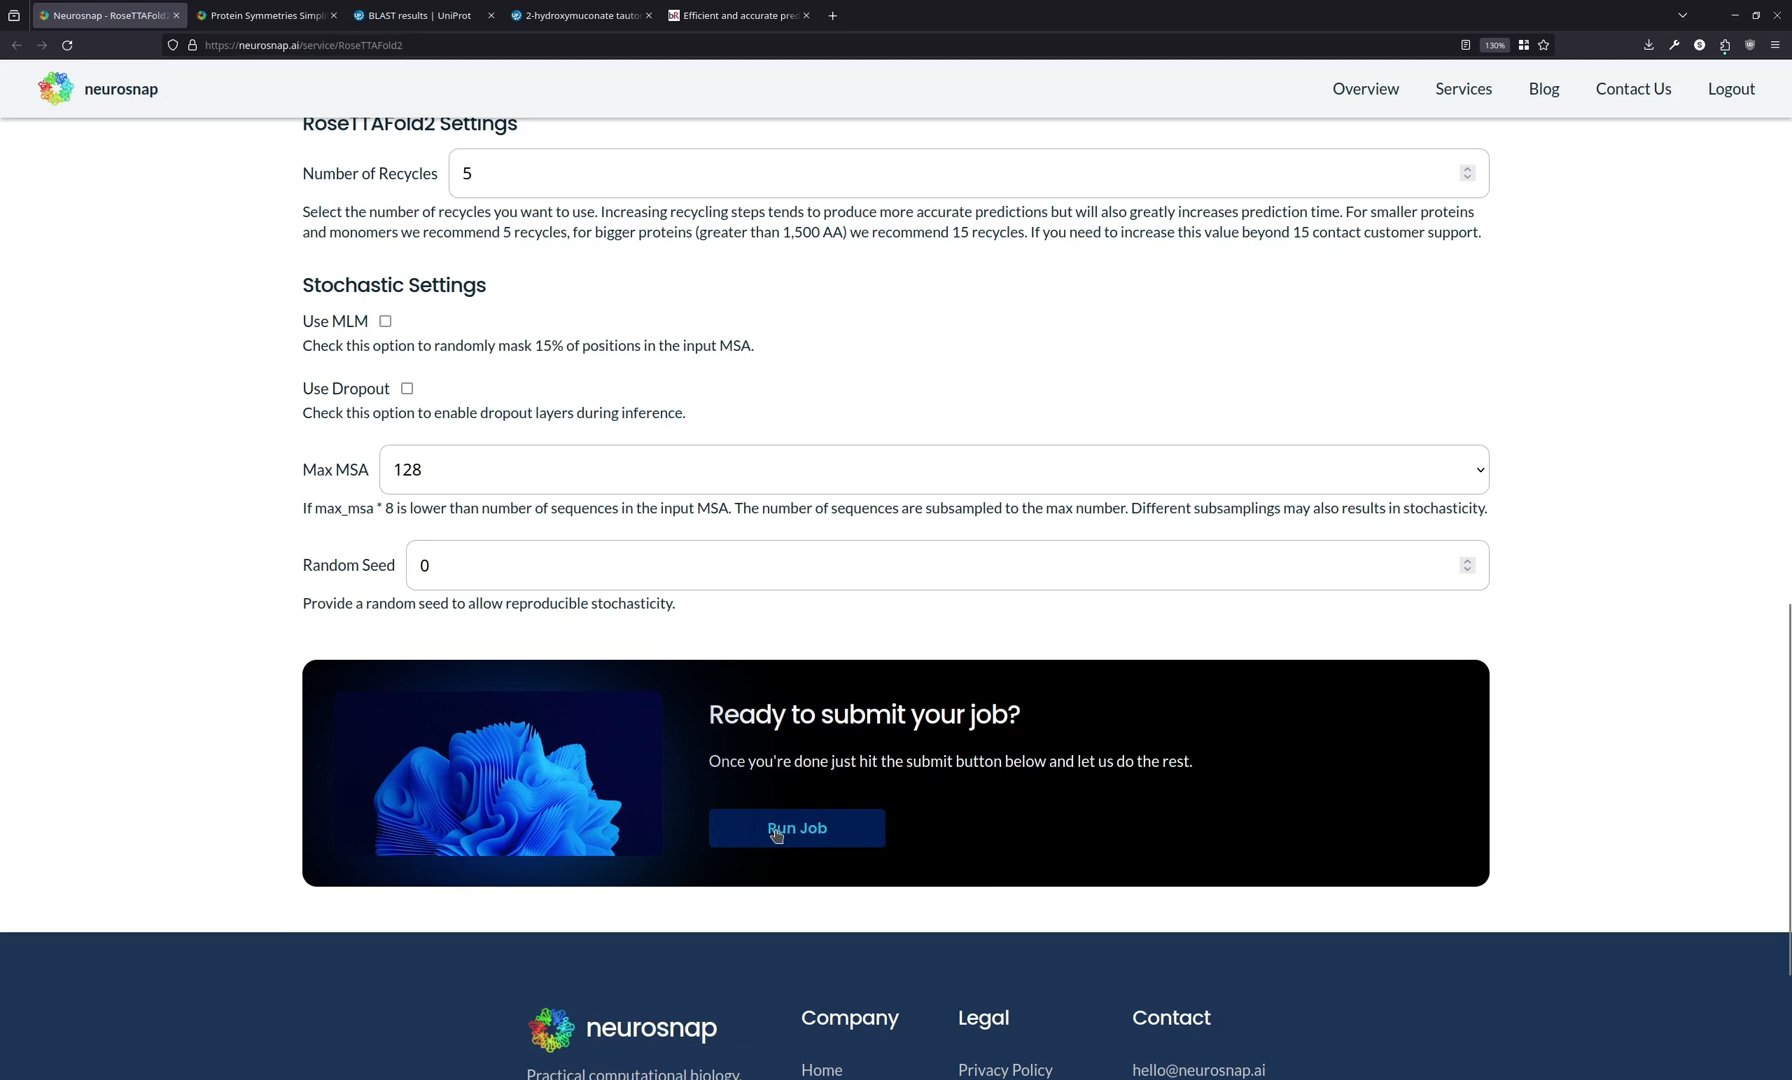 Neurosnap - RoseTTAFold2
Protein Symmetries Simpli
BLAST results | UniProt
2-hydroxymuconate tauto
bR Efficient and accurate pred
https://neurosnap.ai/service/RoseTTAFold2
130%
neurosnap
Overview
Services
Blog
Contact Us
Logout
RoseTTAFold2 Settings
Number of Recycles
5
Select the number of recycles you want to use. Increasing recycling steps tends to produce more accurate predictions but will also greatly increases prediction time. For smaller proteins
and monomers we recommend 5 recycles, for bigger proteins (greater than 1,500 AA) we recommend 15 recycles. If you need to increase this value beyond 15 contact customer support.
Stochastic Settings
Use MLM
Check this option to randomly mask 15% of positions in the input MSA.
Use Dropout
Check this option to enable dropout layers during inference.
Max MSA
128
If max_msa * 8 is lower than number of sequences in the input MSA. The number of sequences are subsampled to the max number. Different subsamplings may also results in stochasticity.
Random Seed
0
Provide a random seed to allow reproducible stochasticity.
Ready to submit your job?
Once you're done just hit the submit button below and let us do the rest.
Run Job
neurosnap
Practical computational biology.
Company
Home
Legal
Privacy Policy
Contact
hello@neurosnap.ai